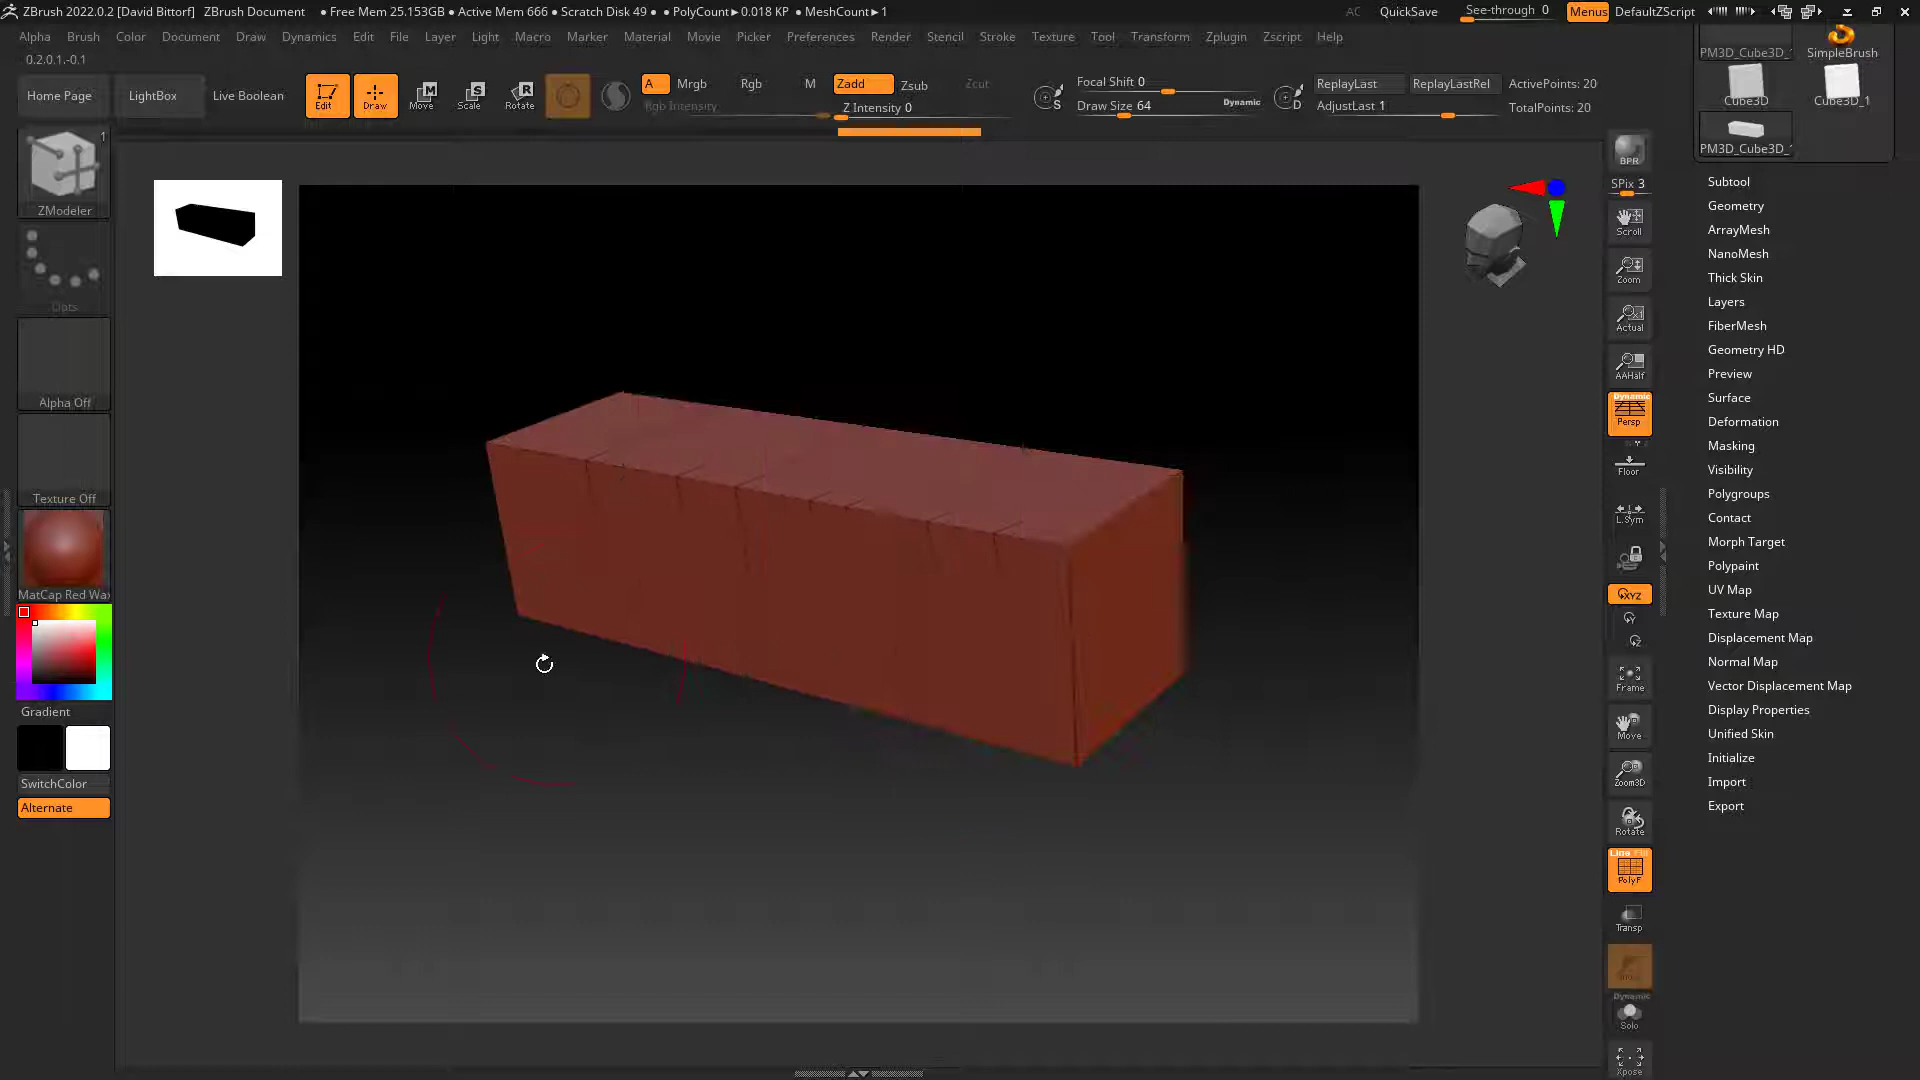 ZBrush 2022.0.2 [David Bittorf] ZBrush Document • Free Mem 25.153GB • Active Mem 666 • Scratch Disk 49 • • PolyCount► 0.018 KP • MeshCount►1 AC QuickSave See-through 0 Menus DefaultZScript
Alpha Brush Color Document Draw Dynamics Edit File Layer Light Macro Marker Material Movie Picker Preferences Render Stencil Stroke Texture Tool Transform Zplugin Zscript Help
0.2.0.1.-0.1
PM3D_Cube3D_1 SimpleBrush
Home Page LightBox Live Boolean
Edit Draw Move Scale Rotate
A Mrgb Rgb M Zadd Zsub Zcut
Rgb Intensity Z Intensity 0
Focal Shift 0
Draw Size 64 Dynamic
ReplayLast ReplayLastRel ActivePoints: 20
AdjustLast 1 TotalPoints: 20
Cube3D Cube3D_1
PM3D_Cube3D_1
1
ZModeler
Dots
Alpha Off
Texture Off
MatCap Red Wax
Gradient
SwitchColor
Alternate
BPR
SPix 3
Scroll
Zoom
Actual
AAHalf
Dynamic
Persp
Floor
L.Sym
XYZ
Y
Z
Frame
Move
Zoom3D
Rotate
Line Fill
PolyF
Transp
Dynamic
Solo
Xpose
Subtool
Geometry
ArrayMesh
NanoMesh
Thick Skin
Layers
FiberMesh
Geometry HD
Preview
Surface
Deformation
Masking
Visibility
Polygroups
Contact
Morph Target
Polypaint
UV Map
Texture Map
Displacement Map
Normal Map
Vector Displacement Map
Display Properties
Unified Skin
Initialize
Import
Export